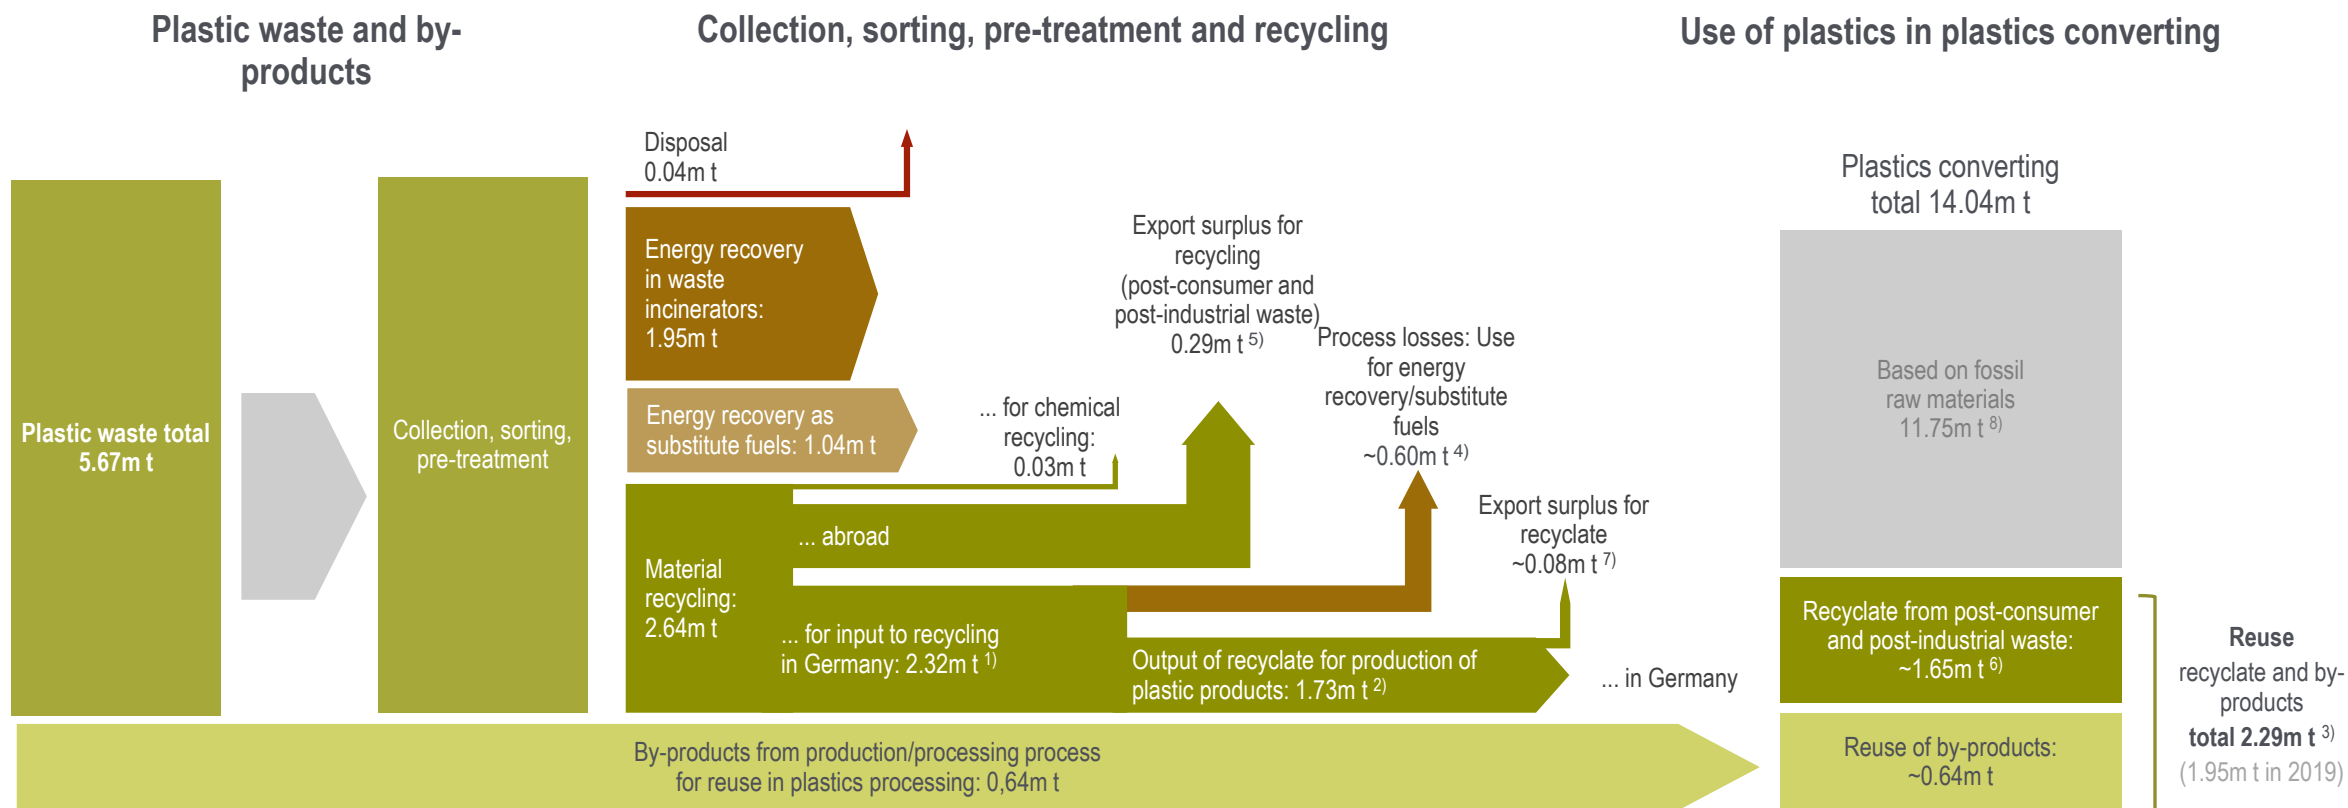 Plastic waste and by-
products
Collection, sorting, pre-treatment and recycling
Use of plastics in plastics converting
Plastic waste total
5.67m t
Collection, sorting,
pre-treatment
Disposal
0.04m t
Energy recovery
in waste
incinerators:
1.95m t
Energy recovery as
substitute fuels: 1.04m t
Material
recycling:
2.64m t
... for chemical
recycling:
0.03m t
... abroad
Export surplus for
recycling
(post-consumer and
post-industrial waste)
0.29m t 5)
... for input to recycling
in Germany: 2.32m t 1)
Process losses: Use
for energy
recovery/substitute
fuels
~0.60m t 4)
Output of recyclate for production of
plastic products: 1.73m t 2)
Export surplus for
recyclate
~0.08m t 7)
... in Germany
By-products from production/processing process
for reuse in plastics processing: 0,64m t
Plastics converting
total 14.04m t
Based on fossil
raw materials
11.75m t 8)
Recyclate from post-consumer
and post-industrial waste:
~1.65m t 6)
Reuse of by-products:
~0.64m t
Reuse
recyclate and by-
products
total 2.29m t 3)
(1.95m t in 2019)